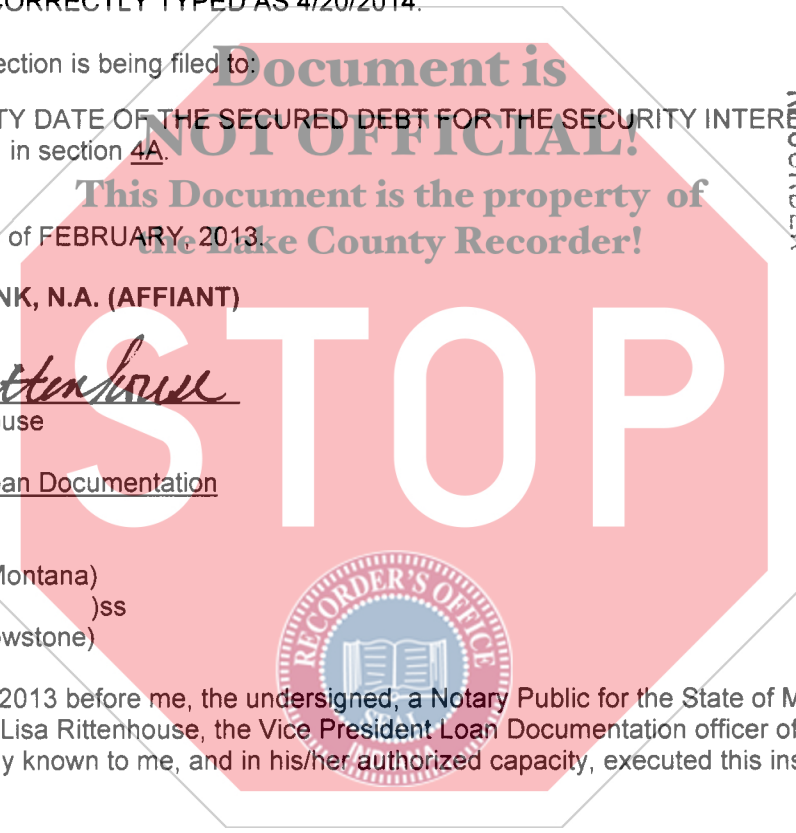 CORRECTLY TYPED AS 4/20/2014.
ection is being filed to:
Document is
TY DATE OF THE SECURED DEBT FOR THE SECURITY INTERE
NOT OFFICIAL!
in section 4A.
This Document is the property of
of FEBRUARY, 2013.
the Lake County Recorder!
NK, N.A. (AFFIANT)
STOP
ttenhouse
use
an Documentation
Montana)
)ss
owstone)
RECORDER'S OFFICE
SEAL
INDIANA
2013 before me, the undersigned, a Notary Public for the State of M
Lisa Rittenhouse, the Vice President Loan Documentation officer of
y known to me, and in his/her authorized capacity, executed this ins